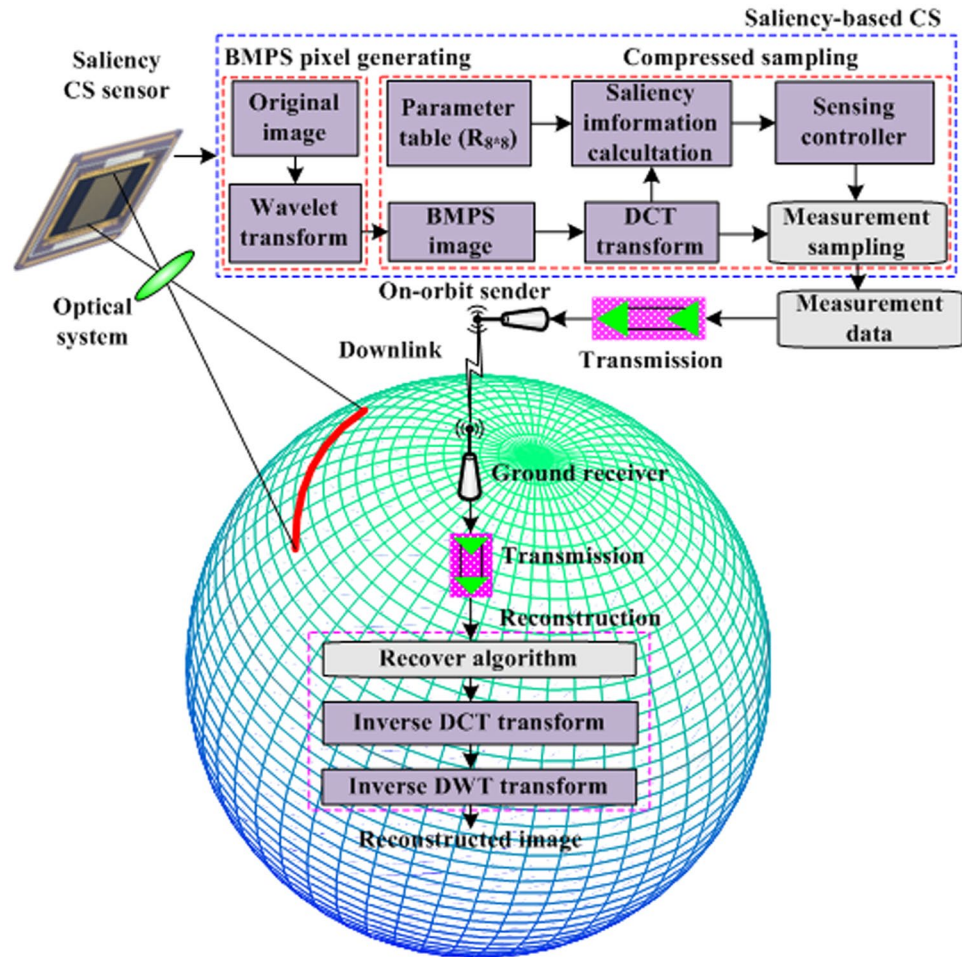 Saliency-based CS
Saliency
CS sensor
BMPS pixel generating
Compressed sampling
Original
image
Parameter
table (R8*8)
Saliency
imformation
calcultation
Sensing
controller
Wavelet
transform
BMPS
image
DCT
transform
Measurement
sampling
Optical
system
On-orbit sender
Measurement
data
Transmission
Downlink
Ground receiver
Transmission
Reconstruction
Recover algorithm
Inverse DCT transform
Inverse DWT transform
Reconstructed image